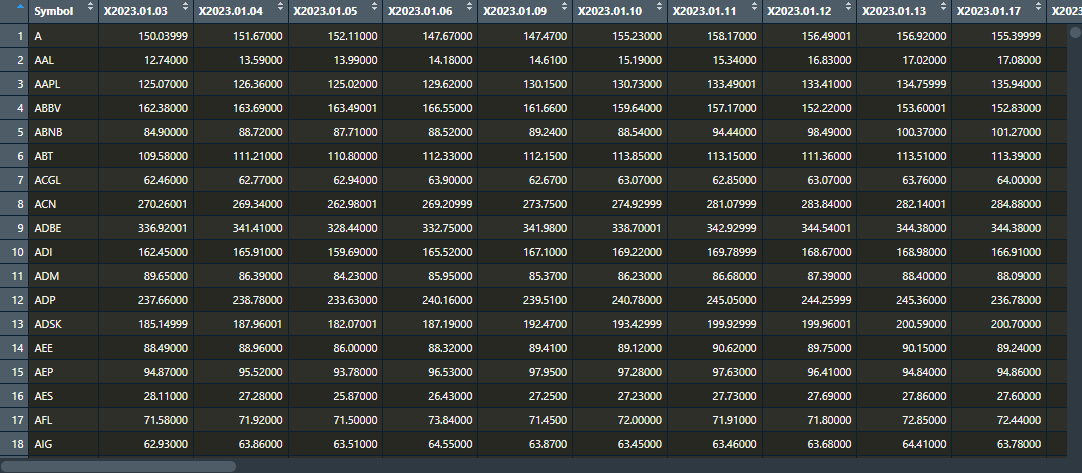 Symbol X2023.01.03 X2023.01.04 X2023.01.05 X2023.01.06 X2023.01.09 X2023.01.10 X2023.01.11 X2023.01.12 X2023.01.13 X2023.01.17 X2023
1 A 150.03999 151.67000 152.11000 147.67000 147.4700 155.23000 158.17000 156.49001 156.92000 155.39999
2 AAL 12.74000 13.59000 13.99000 14.18000 14.6100 15.19000 15.34000 16.83000 17.02000 17.08000
3 AAPL 125.07000 126.36000 125.02000 129.62000 130.1500 130.73000 133.49001 133.41000 134.75999 135.94000
4 ABBV 162.38000 163.69000 163.49001 166.55000 161.6600 159.64000 157.17000 152.22000 153.60001 152.83000
5 ABNB 84.90000 88.72000 87.71000 88.52000 89.2400 88.54000 94.44000 98.49000 100.37000 101.27000
6 ABT 109.58000 111.21000 110.80000 112.33000 112.1500 113.85000 113.15000 111.36000 113.51000 113.39000
7 ACGL 62.46000 62.77000 62.94000 63.90000 62.6700 63.07000 62.85000 63.07000 63.76000 64.00000
8 ACN 270.26001 269.34000 262.98001 269.20999 273.7500 274.92999 281.07999 283.84000 282.14001 284.88000
9 ADBE 336.92001 341.41000 328.44000 332.75000 341.9800 338.70001 342.92999 344.54001 344.38000 344.38000
10 ADI 162.45000 165.91000 159.69000 165.52000 167.1000 169.22000 169.78999 168.67000 168.98000 166.91000
11 ADM 89.65000 86.39000 84.23000 85.95000 85.3700 86.23000 86.68000 87.39000 88.40000 88.09000
12 ADP 237.66000 238.78000 233.63000 240.16000 239.5100 240.78000 245.05000 244.25999 245.36000 236.78000
13 ADSK 185.14999 187.96001 182.07001 187.19000 192.4700 193.42999 199.92999 199.96001 200.59000 200.70000
14 AEE 88.49000 88.96000 86.00000 88.32000 89.4100 89.12000 90.62000 89.75000 90.15000 89.24000
15 AEP 94.87000 95.52000 93.78000 96.53000 97.9500 97.28000 97.63000 96.41000 94.84000 94.86000
16 AES 28.11000 27.28000 25.87000 26.43000 27.2500 27.23000 27.73000 27.69000 27.86000 27.60000
17 AFL 71.58000 71.92000 71.50000 73.84000 71.4500 72.00000 71.91000 71.80000 72.85000 72.44000
18 AIG 62.93000 63.86000 63.51000 64.55000 63.8700 63.45000 63.46000 63.68000 64.41000 63.78000